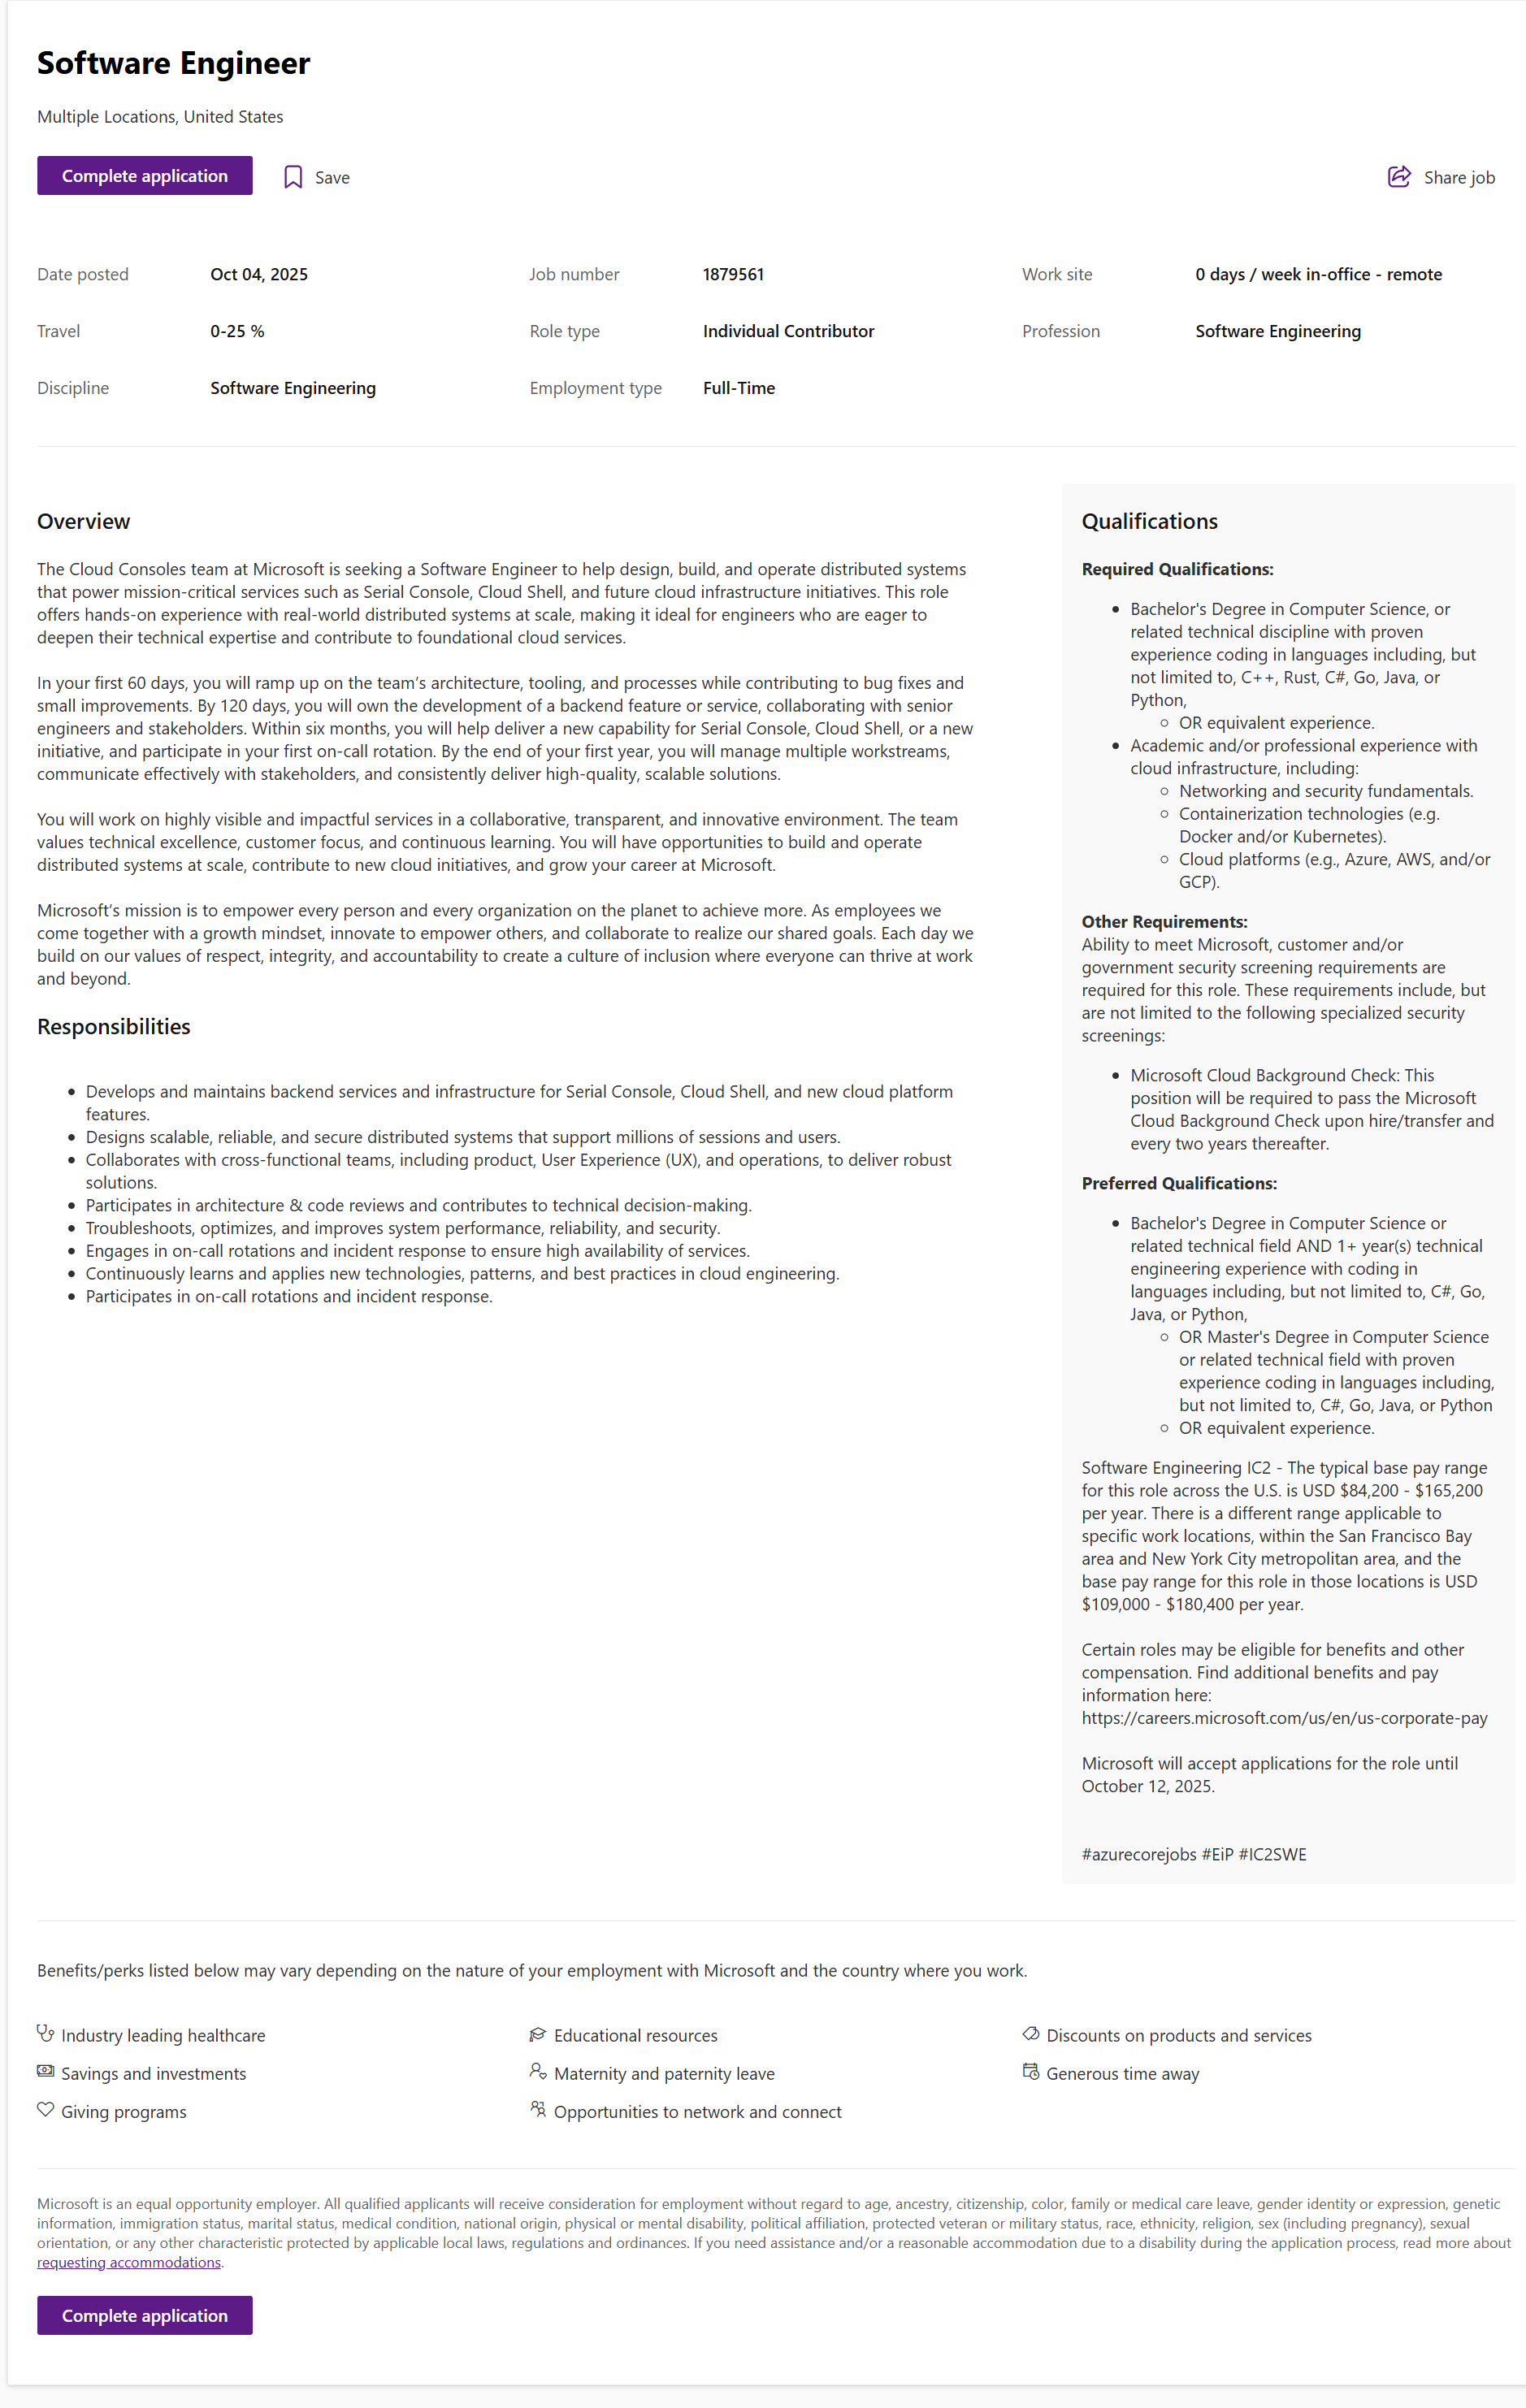 Software Engineer
Multiple Locations, United States
Complete application
Save
Share job
Date posted
Oct 04, 2025
Job number
1879561
Work site
0 days / week in-office - remote
Travel
0-25 %
Role type
Individual Contributor
Profession
Software Engineering
Discipline
Software Engineering
Employment type
Full-Time
Overview
The Cloud Consoles team at Microsoft is seeking a Software Engineer to help design, build, and operate distributed systems
that power mission-critical services such as Serial Console, Cloud Shell, and future cloud infrastructure initiatives. This role
offers hands-on experience with real-world distributed systems at scale, making it ideal for engineers who are eager to
deepen their technical expertise and contribute to foundational cloud services.
In your first 60 days, you will ramp up on the team’s architecture, tooling, and processes while contributing to bug fixes and
small improvements. By 120 days, you will own the development of a backend feature or service, collaborating with senior
engineers and stakeholders. Within six months, you will help deliver a new capability for Serial Console, Cloud Shell, or a new
initiative, and participate in your first on-call rotation. By the end of your first year, you will manage multiple workstreams,
communicate effectively with stakeholders, and consistently deliver high-quality, scalable solutions.
You will work on highly visible and impactful services in a collaborative, transparent, and innovative environment. The team
values technical excellence, customer focus, and continuous learning. You will have opportunities to build and operate
distributed systems at scale, contribute to new cloud initiatives, and grow your career at Microsoft.
Microsoft’s mission is to empower every person and every organization on the planet to achieve more. As employees we
come together with a growth mindset, innovate to empower others, and collaborate to realize our shared goals. Each day we
build on our values of respect, integrity, and accountability to create a culture of inclusion where everyone can thrive at work
and beyond.
Responsibilities
• Develops and maintains backend services and infrastructure for Serial Console, Cloud Shell, and new cloud platform
features.
• Designs scalable, reliable, and secure distributed systems that support millions of sessions and users.
• Collaborates with cross-functional teams, including product, User Experience (UX), and operations, to deliver robust
solutions.
• Participates in architecture & code reviews and contributes to technical decision-making.
• Troubleshoots, optimizes, and improves system performance, reliability, and security.
• Engages in on-call rotations and incident response to ensure high availability of services.
• Continuously learns and applies new technologies, patterns, and best practices in cloud engineering.
• Participates in on-call rotations and incident response.
Qualifications
Required Qualifications:
• Bachelor's Degree in Computer Science, or
related technical discipline with proven
experience coding in languages including, but
not limited to, C++, Rust, C#, Go, Java, or
Python,
◦ OR equivalent experience.
• Academic and/or professional experience with
cloud infrastructure, including:
◦ Networking and security fundamentals.
◦ Containerization technologies (e.g.
Docker and/or Kubernetes).
◦ Cloud platforms (e.g., Azure, AWS, and/or
GCP).
Other Requirements:
Ability to meet Microsoft, customer and/or
government security screening requirements are
required for this role. These requirements include, but
are not limited to the following specialized security
screenings:
• Microsoft Cloud Background Check: This
position will be required to pass the Microsoft
Cloud Background Check upon hire/transfer and
every two years thereafter.
Preferred Qualifications:
• Bachelor's Degree in Computer Science or
related technical field AND 1+ year(s) technical
engineering experience with coding in
languages including, but not limited to, C#, Go,
Java, or Python,
◦ OR Master's Degree in Computer Science
or related technical field with proven
experience coding in languages including,
but not limited to, C#, Go, Java, or Python
◦ OR equivalent experience.
Software Engineering IC2 - The typical base pay range
for this role across the U.S. is USD $84,200 - $165,200
per year. There is a different range applicable to
specific work locations, within the San Francisco Bay
area and New York City metropolitan area, and the
base pay range for this role in those locations is USD
$109,000 - $180,400 per year.
Certain roles may be eligible for benefits and other
compensation. Find additional benefits and pay
information here:
https://careers.microsoft.com/us/en/us-corporate-pay
Microsoft will accept applications for the role until
October 12, 2025.
#azurecorejobs #EiP #IC2SWE
Benefits/perks listed below may vary depending on the nature of your employment with Microsoft and the country where you work.
Industry leading healthcare
Educational resources
Discounts on products and services
Savings and investments
Maternity and paternity leave
Generous time away
Giving programs
Opportunities to network and connect
Microsoft is an equal opportunity employer. All qualified applicants will receive consideration for employment without regard to age, ancestry, citizenship, color, family or medical care leave, gender identity or expression, genetic
information, immigration status, marital status, medical condition, national origin, physical or mental disability, political affiliation, protected veteran or military status, race, ethnicity, religion, sex (including pregnancy), sexual
orientation, or any other characteristic protected by applicable local laws, regulations and ordinances. If you need assistance and/or a reasonable accommodation due to a disability during the application process, read more about
requesting accommodations.
Complete application